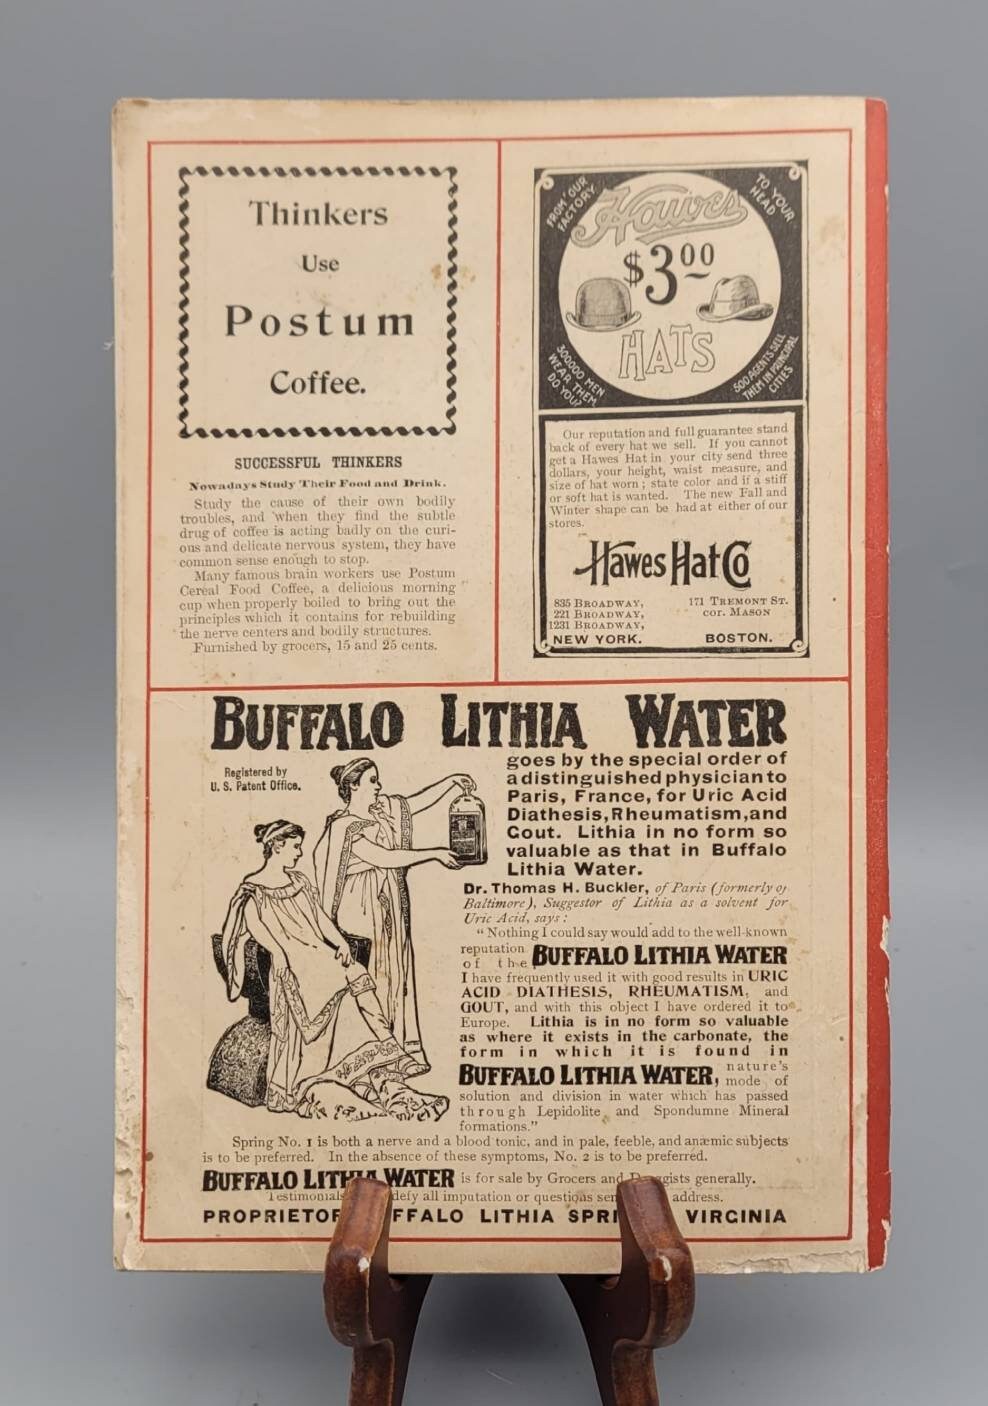 Thinkers
Use
Postum
Coffee.
SUCCESSFUL THINKERS
Nowadays Study Their Food and Drink.
Study the cause of their own bodily
troubles, and when they find the subtle
drug of coffee is acting badly on the curi-
ous and delicate nervous system, they have
common sense enough to stop.
Many famous brain workers use Postum
Cereal Food Coffee, a delicious morning
cup when properly boiled to bring out the
principles which it contains for rebuilding
the nerve centers and bodily structures.
Furnished by grocers, 15 and 25 cents.
FROM OUR
FACTORY
TO YOUR
HEAD
Hawes
$3.00
HATS
300000 MEN
WEAR THEM
DO YOU?
500 AGENTS SELL
THEM IN PRINCIPAL
CITIES
Our reputation and full guarantee stand
back of every hat we sell. If you cannot
get a Hawes Hat in your city send three
dollars, your height, waist measure, and
size of hat worn; state color and if a stiff
or soft hat is wanted. The new Fall and
Winter shape can be had at either of our
stores.
Hawes Hat Co
835 BROADWAY,
221 BROADWAY,
1231 BROADWAY,
NEW YORK.
171 TREMONT ST.
COR. MASON
BOSTON.
BUFFALO LITHIA WATER
Registered by
U. S. Patent Office.
goes by the special order of
a distinguished physician to
Paris, France, for Uric Acid
Diathesis, Rheumatism, and
Gout. Lithia in no form so
valuable as that in Buffalo
Lithia Water.
Dr. Thomas H. Buckler, of Paris (formerly of
Baltimore), Suggestor of Lithia as a solvent for
Uric Acid, says:
"Nothing I could say would add to the well-known
reputation of the BUFFALO LITHIA WATER
I have frequently used it with good results in URIC
ACID DIATHESIS, RHEUMATISM, and
GOUT, and with this object I have ordered it to
Europe. Lithia is in no form so valuable
as where it exists in the carbonate, the
form in which it is found in
BUFFALO LITHIA WATER, nature's mode of
solution and division in water which has passed
through Lepidolite and Spondumne Mineral
formations."
Spring No. 1 is both a nerve and a blood tonic, and in pale, feeble, and anæmic subjects
is to be preferred. In the absence of these symptoms, No. 2 is to be preferred.
BUFFALO LITHIA WATER is for sale by Grocers and Druggists generally.
Testimonials defy all imputation or questions address.
PROPRIETOR BUFFALO LITHIA SPRINGS VIRGINIA